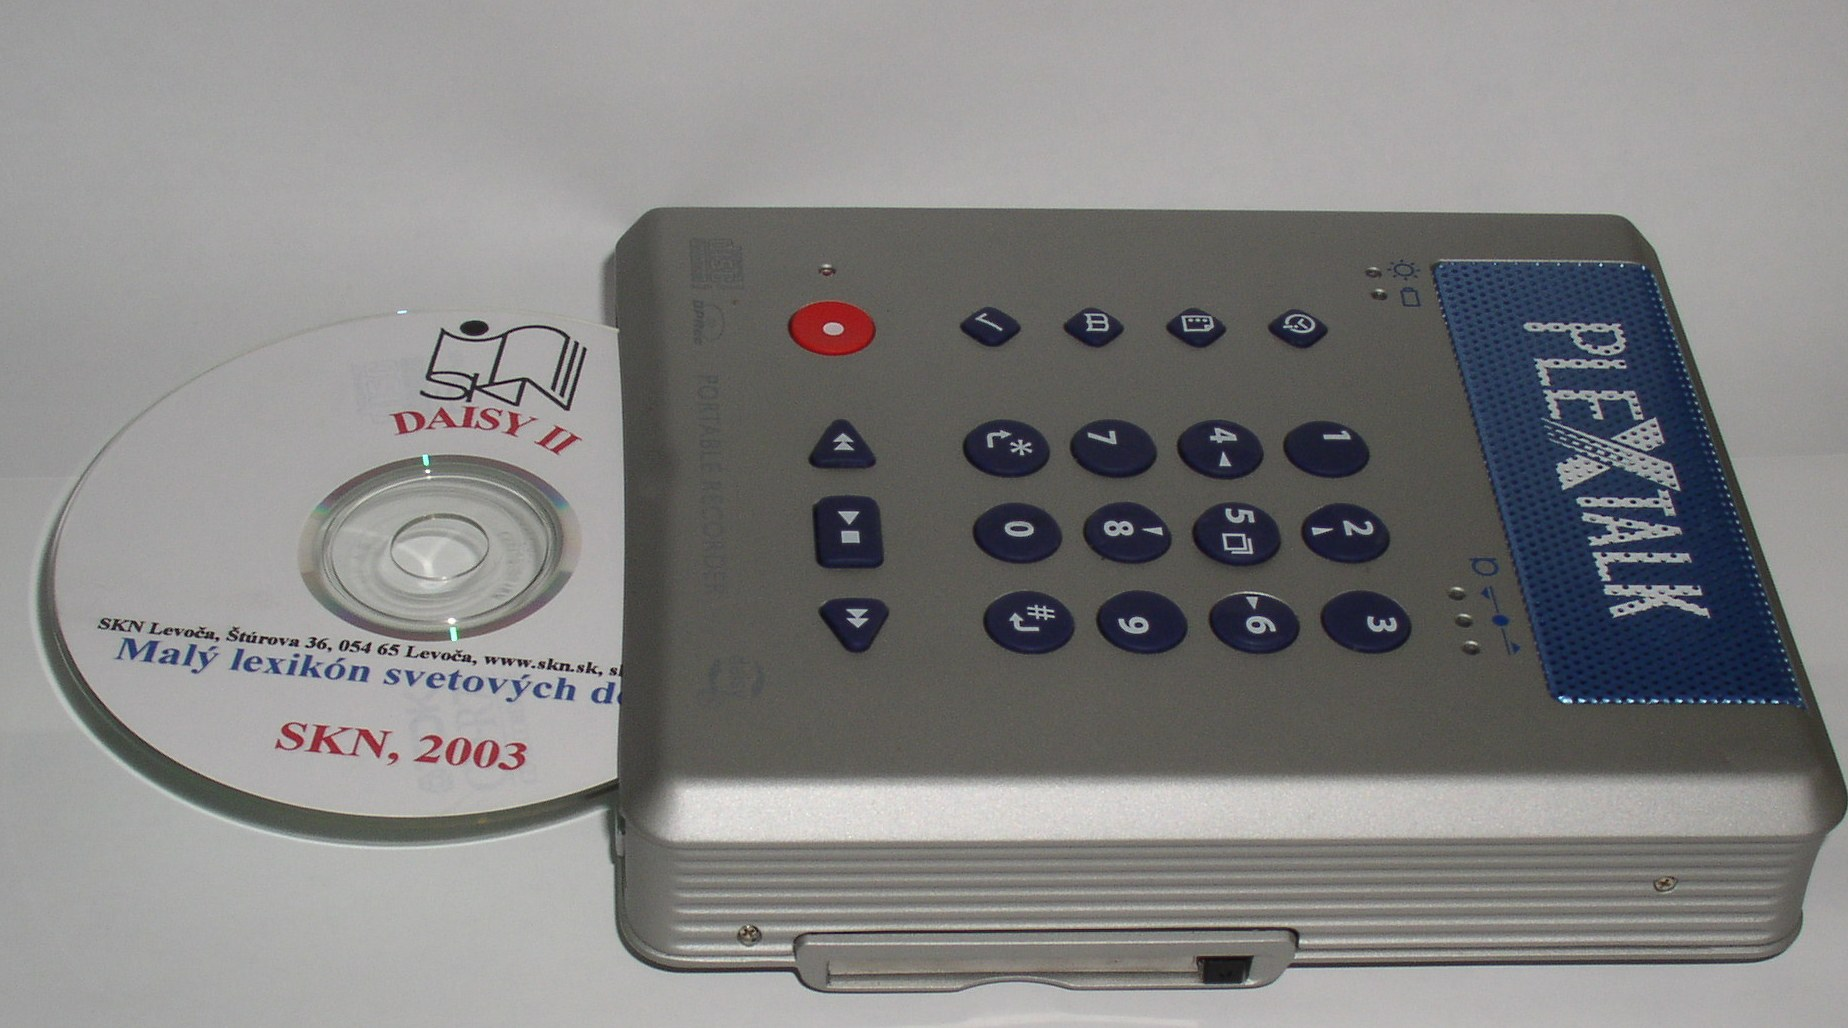 SKN
DAISY II
SKN Levoča, Štúrova 36, 054 65 Levoča, www.skn.sk,
Malý lexikón svetových
SKN, 2003
PLEXTALK
1 2 3
4 5 6
7 8 9
* 0 #
PORTABLE RECORDER